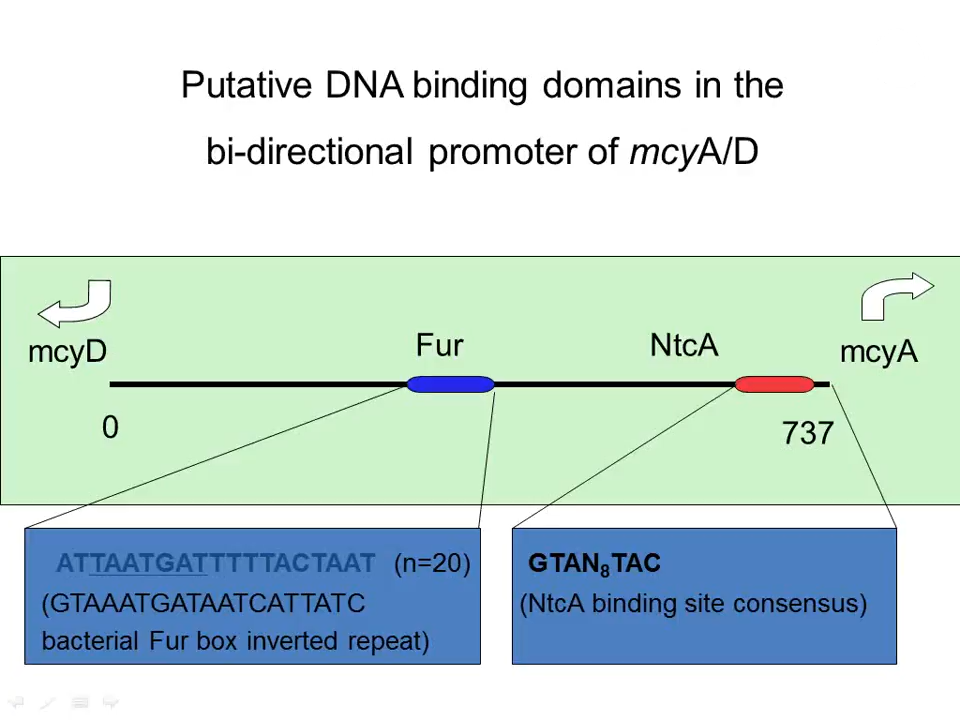 Putative DNA binding domains in the
bi-directional promoter of mcyA/D
mcyD
Fur
NtcA
mcyA
0
737
ATTAATGATTTTTACTAAT (n=20)
(GTAAATGATAATCATTATC
bacterial Fur box inverted repeat)
GTAN₈TAC
(NtcA binding site consensus)